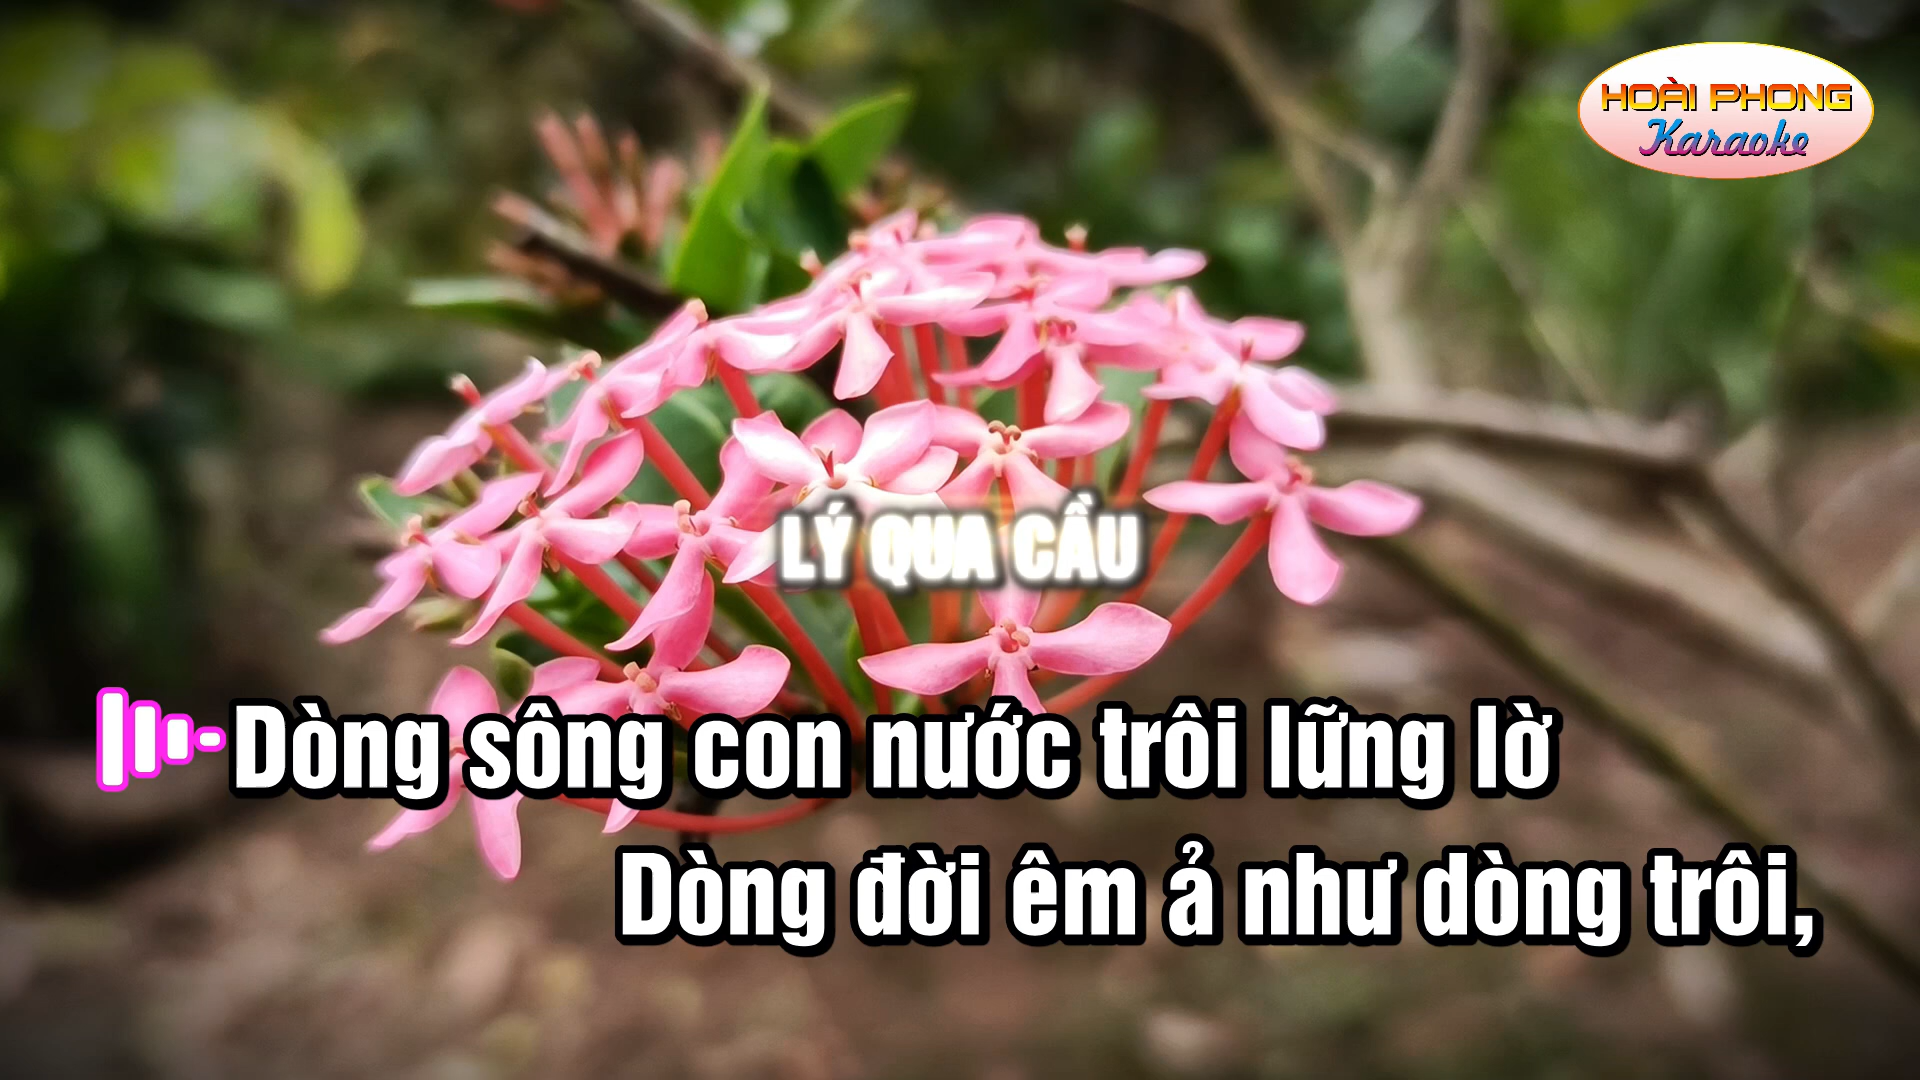 HOÀI PHONG
Karaoke
LÝ QUA CẦU
Dòng sông con nước trôi lững lờ
Dòng đời êm ả như dòng trôi,